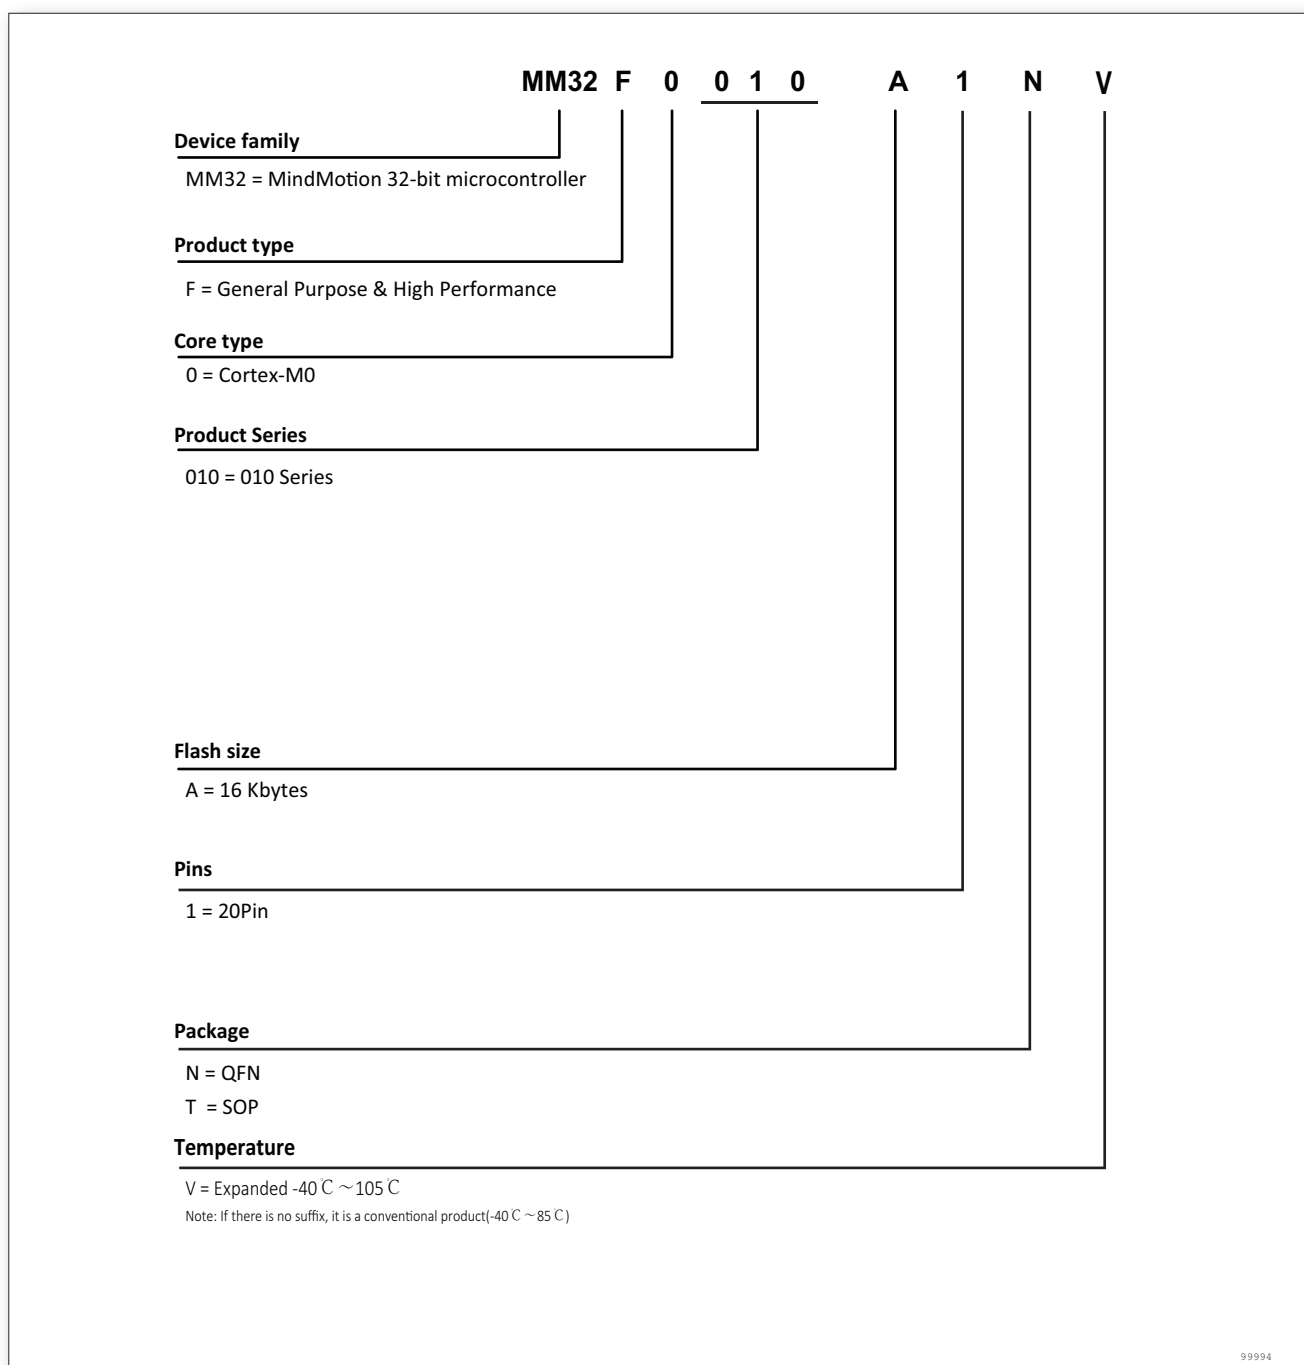 MM32 F 0 0 1 0 A 1 N V
Device family
MM32 = MindMotion 32-bit microcontroller
Product type
F = General Purpose & High Performance
Core type
0 = Cortex-M0
Product Series
010 = 010 Series
Flash size
A = 16 Kbytes
Pins
1 = 20Pin
Package
N = QFN
T = SOP
Temperature
V = Expanded -40℃～105℃
Note: If there is no suffix, it is a conventional product(-40℃～85℃)
99994